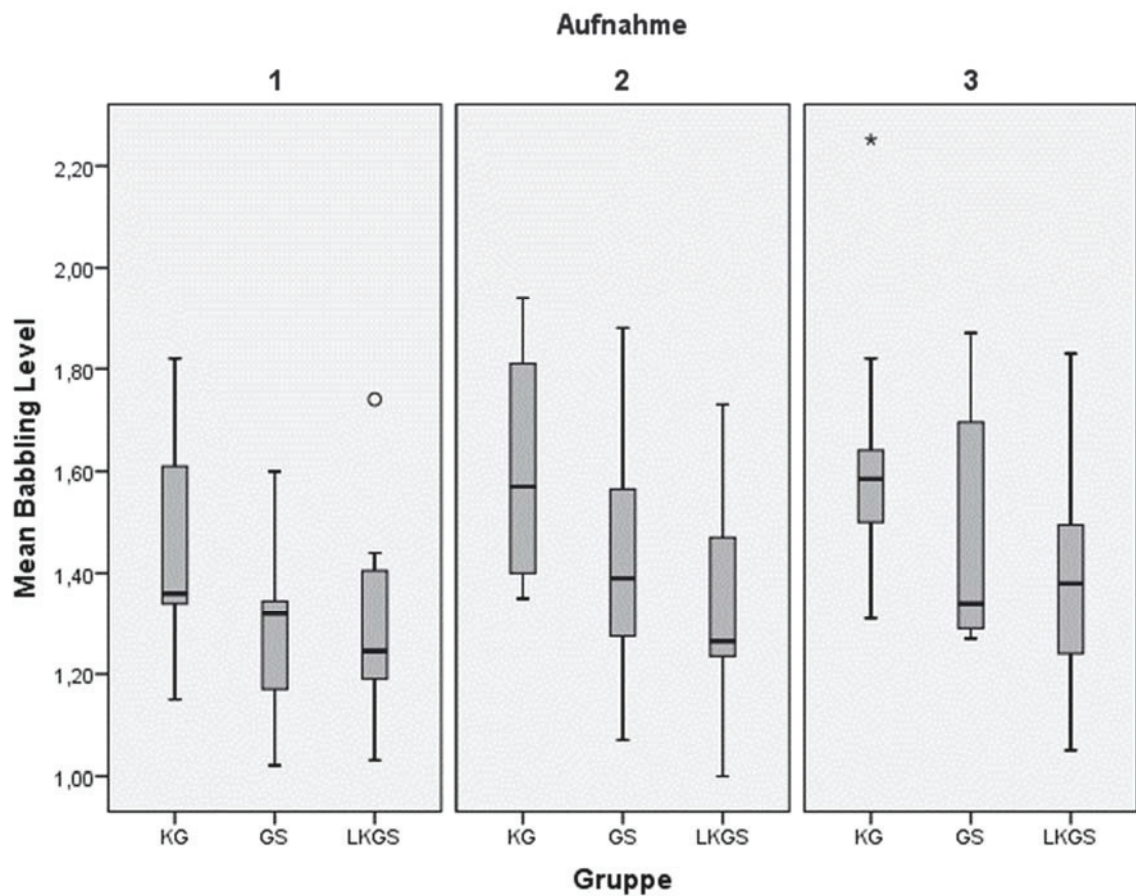 Aufnahme
1 2 3
Mean Babbling Level
2,20
2,00
1,80
1,60
1,40
1,20
1,00
KG GS LKGS KG GS LKGS KG GS LKGS
Gruppe